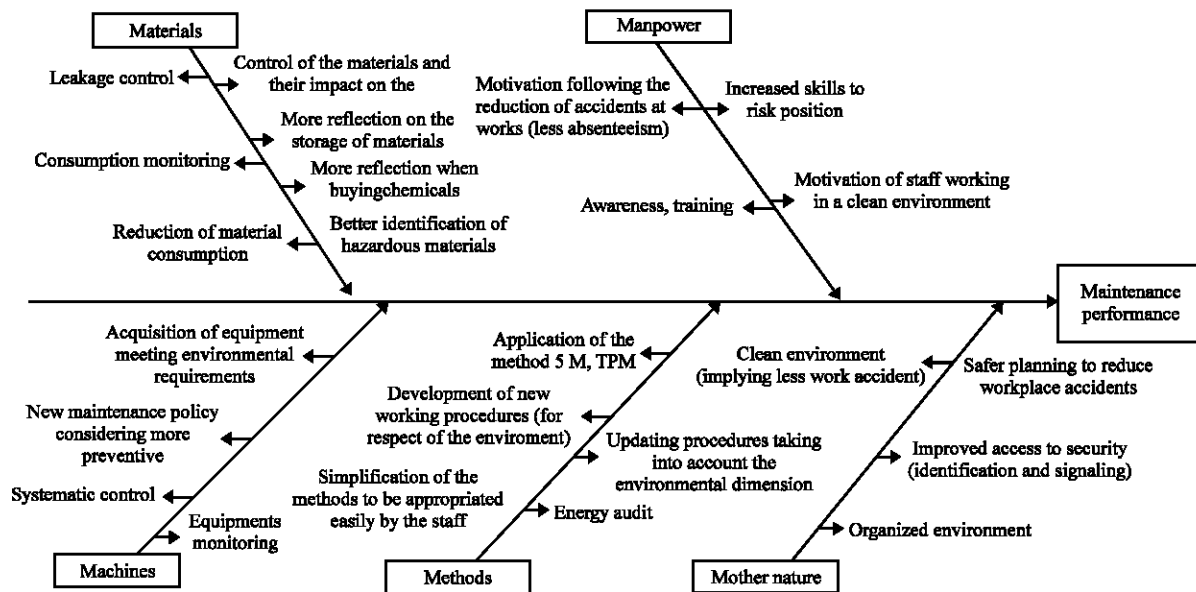 Materials
Leakage control
Control of the materials and
their impact on the
More reflection on the
storage of materials
Consumption monitoring
More reflection when
buyingchemicals
Reduction of material
consumption
Better identification of
hazardous materials
Manpower
Motivation following the
reduction of accidents at
works (less absenteeism)
Increased skills to
risk position
Motivation of staff working
in a clean environment
Awareness, training
Maintenance
performance
Acquisition of equipment
meeting environmental
requirements
New maintenance policy
considering more
preventive
Systematic control
Equipments
monitoring
Machines
Application of the
method 5 M, TPM
Development of new
working procedures (for
respect of the enviroment)
Updating procedures taking
into account the
environmental dimension
Simplification of the
methods to be appropriated
easily by the staff
Energy audit
Methods
Clean environment
(implying less work accident)
Safer planning to reduce
workplace accidents
Improved access to security
(identification and signaling)
Organized environment
Mother nature